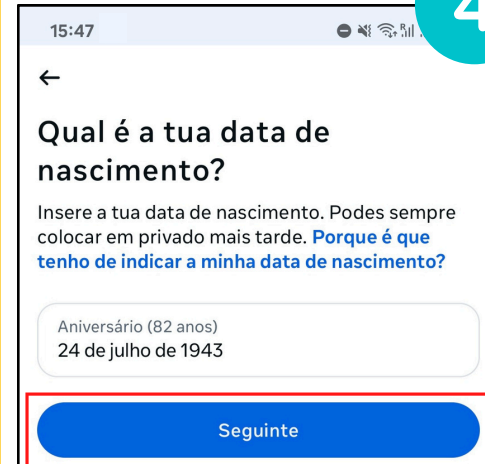 4
15:47
Qual é a tua data de
nascimento?
Insere a tua data de nascimento. Podes sempre
colocar em privado mais tarde. Porque é que
tenho de indicar a minha data de nascimento?
Aniversário (82 anos)
24 de julho de 1943
Seguinte